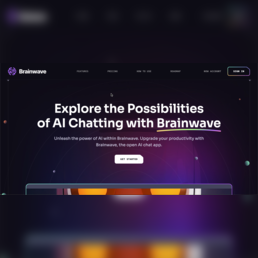 Brainwave
FEATURES PRICING HOW TO USE ROADMAP NEW ACCOUNT SIGN IN
Explore the Possibilities
of AI Chatting with Brainwave
Unleash the power of AI within Brainwave. Upgrade your productivity with
Brainwave, the open AI chat app.
GET STARTED